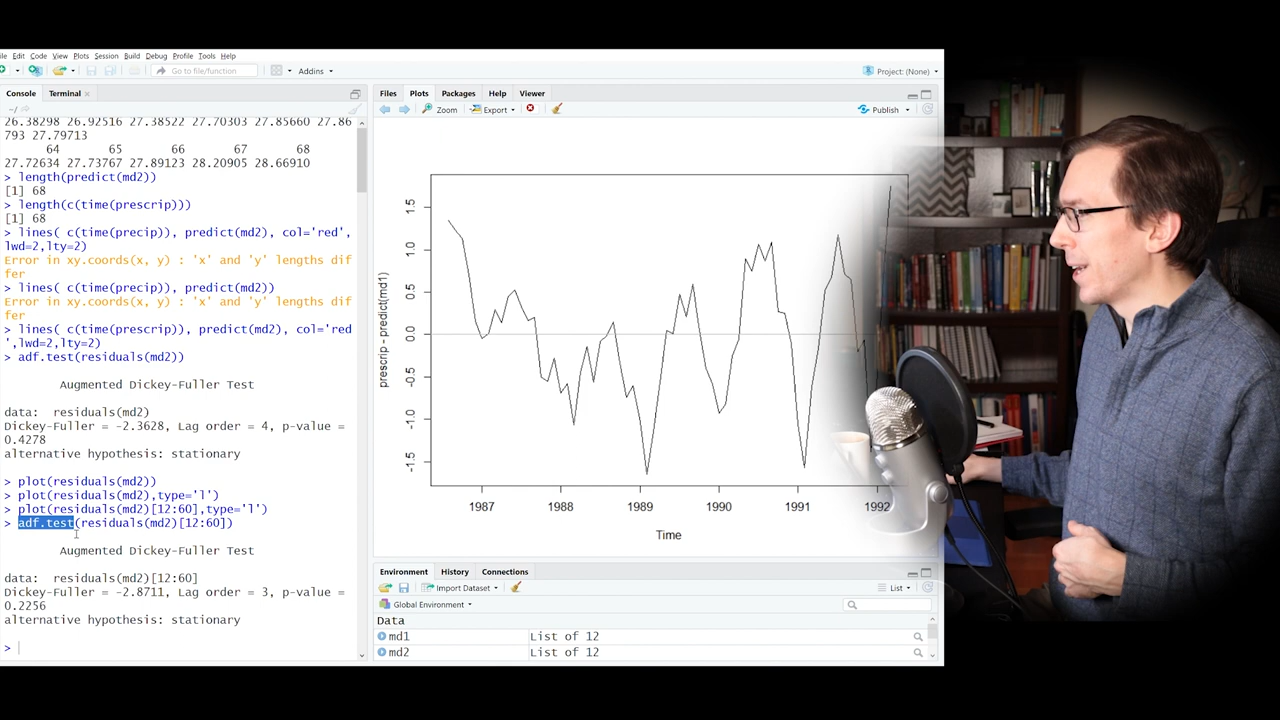 ile Edit Code View Plots Session Build Debug Profile Tools Help
Go to file/function
Addins
Project: (None)
Console Terminal
~/
26.38298 26.92516 27.38522 27.70303 27.85660 27.86
793 27.79713
64 65 66 67 68
27.72634 27.73767 27.89123 28.20905 28.66910
> length(predict(md2))
[1] 68
> length(c(time(prescrip)))
[1] 68
> lines( c(time(precip)), predict(md2), col='red',
lwd=2,lty=2)
Error in xy.coords(x, y) : 'x' and 'y' lengths dif
fer
> lines( c(time(precip)), predict(md2))
Error in xy.coords(x, y) : 'x' and 'y' lengths dif
fer
> lines( c(time(prescrip)), predict(md2), col='red
',lwd=2,lty=2)
> adf.test(residuals(md2))
Augmented Dickey-Fuller Test
data: residuals(md2)
Dickey-Fuller = -2.3628, Lag order = 4, p-value =
0.4278
alternative hypothesis: stationary
> plot(residuals(md2))
> plot(residuals(md2),type='l')
> plot(residuals(md2)[12:60],type='l')
> adf.test(residuals(md2)[12:60])
Augmented Dickey-Fuller Test
data: residuals(md2)[12:60]
Dickey-Fuller = -2.8711, Lag order = 3, p-value =
0.2256
alternative hypothesis: stationary
>
Files Plots Packages Help Viewer
Zoom Export Publish
prescrip - predict(md1)
1.5
1.0
0.5
0.0
-0.5
-1.0
-1.5
1987 1988 1989 1990 1991 1992
Time
Environment History Connections
Import Dataset List
Global Environment
Data
md1 List of 12
md2 List of 12